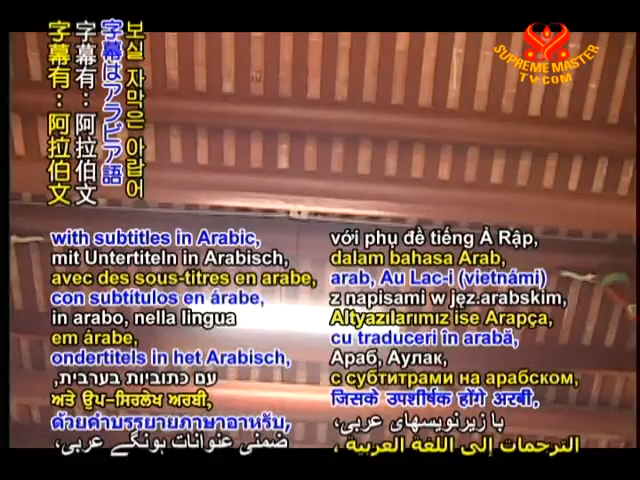 SUPREME MASTER
TV.COM
보실 자막은 아랍어
字幕はアラビア語
字幕有：阿拉伯文
字幕有：阿拉伯文
with subtitles in Arabic,
mit Untertiteln in Arabisch,
avec des sous-titres en arabe,
con subtitulos en árabe,
in arabo, nella lingua
em árabe,
ondertitels in het Arabisch,
עם כתוביות בערבית,
ਅਤੇ ਉਪ-ਸਿਰਲੇਖ ਅਰਬੀ,
ด้วยคำบรรยายภาษาอาหรับ,
ضمنی عنوانات ہونگے عربی،
với phụ đề tiếng Ả Rập,
dalam bahasa Arab,
arab, Au Lac-i (vietnámi)
z napisami w jęz.arabskim,
Altyazılarımız ise Arapça,
cu traduceri în arabă,
Араб, Аулак,
с субтитрами на арабском,
जिसके उपशीर्षक होंगे अरबी,
با زیرنویسهای عربی،
الترجمات إلى اللغة العربية ،